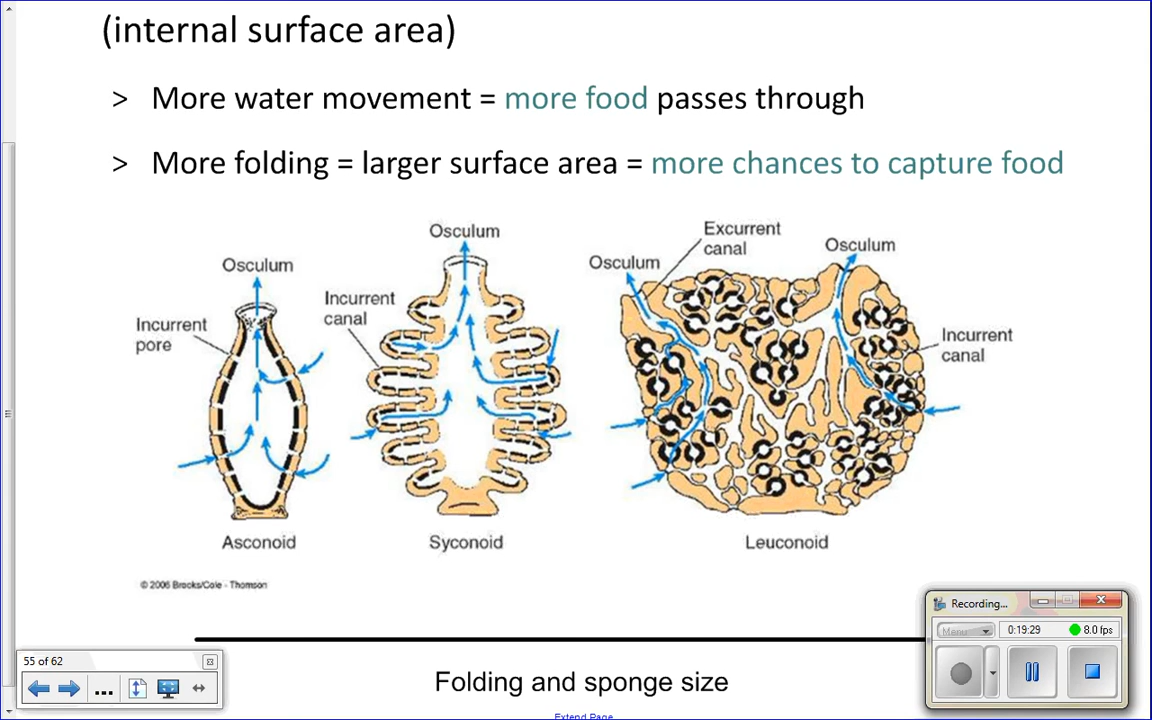 (internal surface area)
> More water movement = more food passes through
> More folding = larger surface area = more chances to capture food
Osculum
Incurrent
pore
Osculum
Incurrent
canal
Osculum
Excurrent
canal
Osculum
Incurrent
canal
Asconoid
Syconoid
Leuconoid
© 2006 Brooks/Cole - Thomson
Folding and sponge size
Extend Page
55 of 62
...
Recording...
Menu
0:19:29
8.0 fps